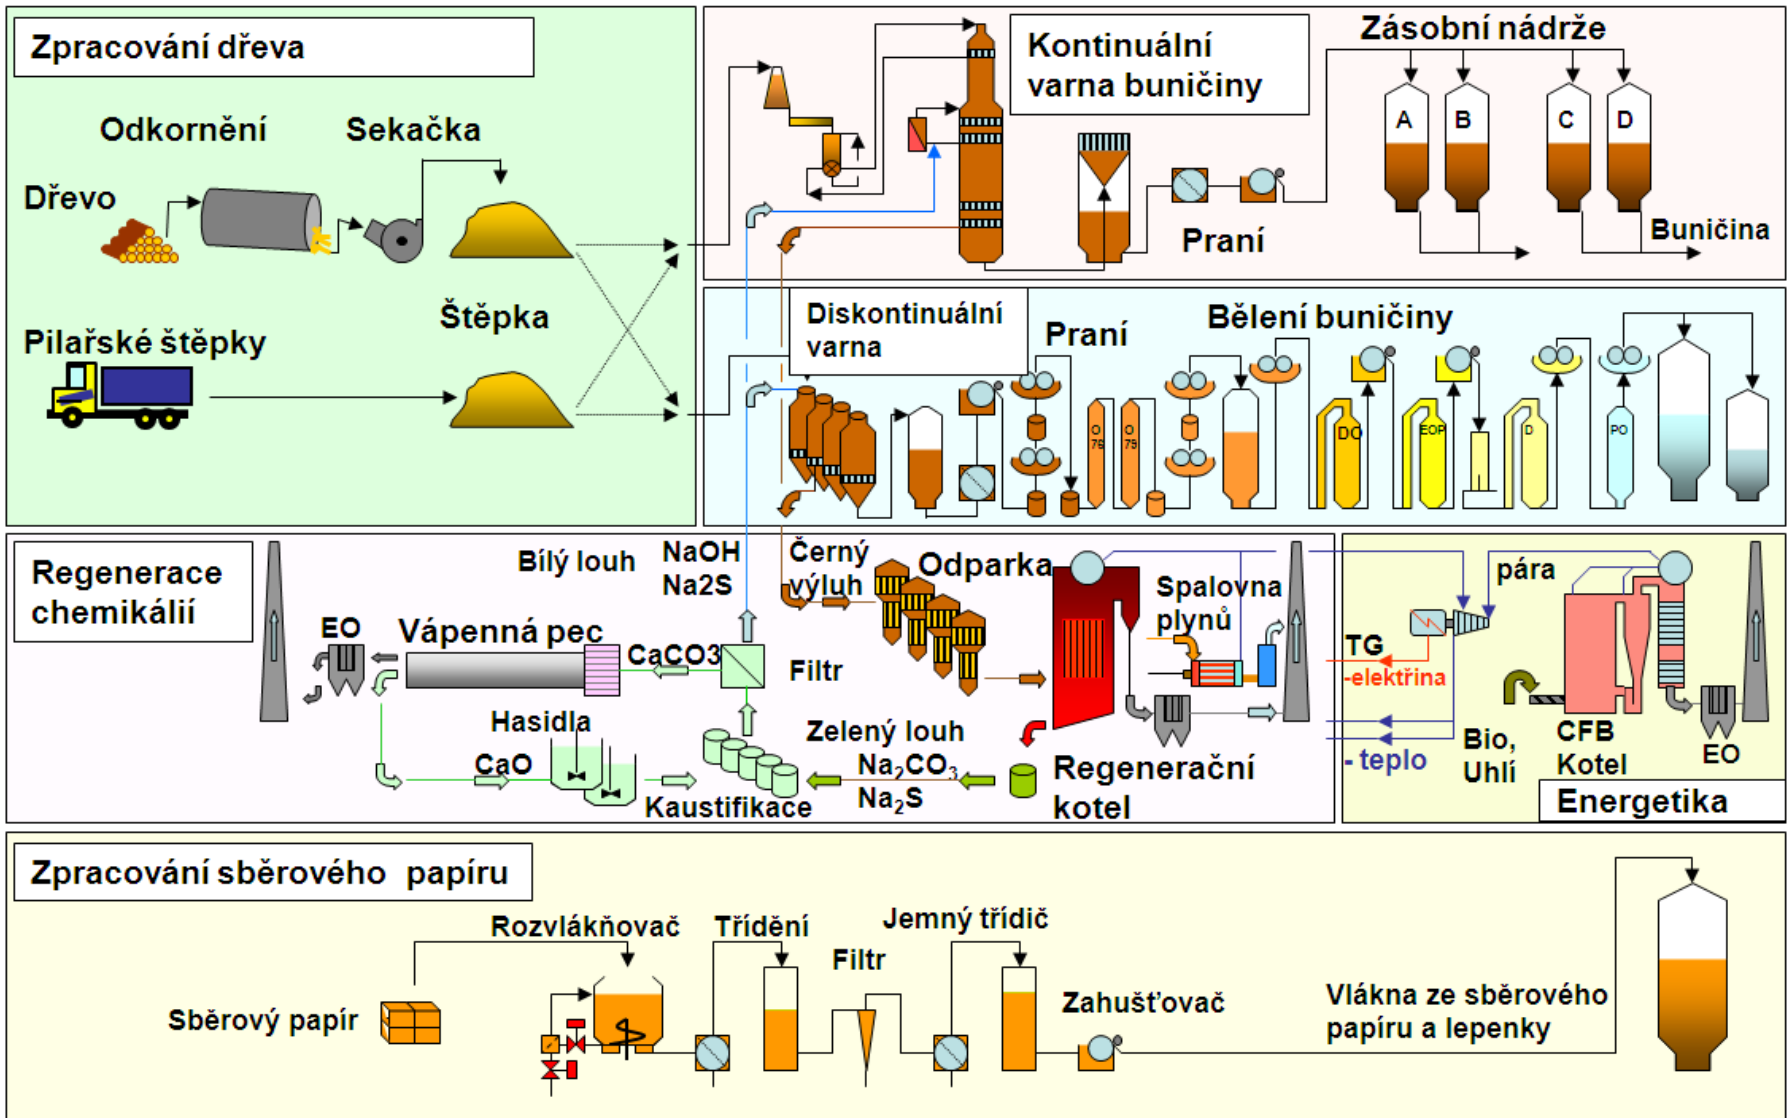 Zpracování dřeva
Odkornění
Sekačka
Dřevo
Štěpka
Pilařské štěpky
Kontinuální
varna buničiny
Zásobní nádrže
A
B
C
D
Praní
Buničina
Diskontinuální
varna
Praní
Bělení buničiny
O
76
O
79
DO
EOP
D
PO
Regenerace
chemikálií
Bílý louh
NaOH
Na2S
Černý
výluh
Odparka
Spalovna
plynů
EO
Vápenná pec
CaCO3
Filtr
Hasidla
CaO
Kaustifikace
Zelený louh
Na₂CO₃
Na₂S
Regenerační
kotel
pára
TG
-elektřina
- teplo
Bio,
Uhlí
CFB
Kotel
EO
Energetika
Zpracování sběrového papíru
Rozvlákňovač
Třídění
Jemný třídič
Filtr
Sběrový papír
Zahušťovač
Vlákna ze sběrového
papíru a lepenky